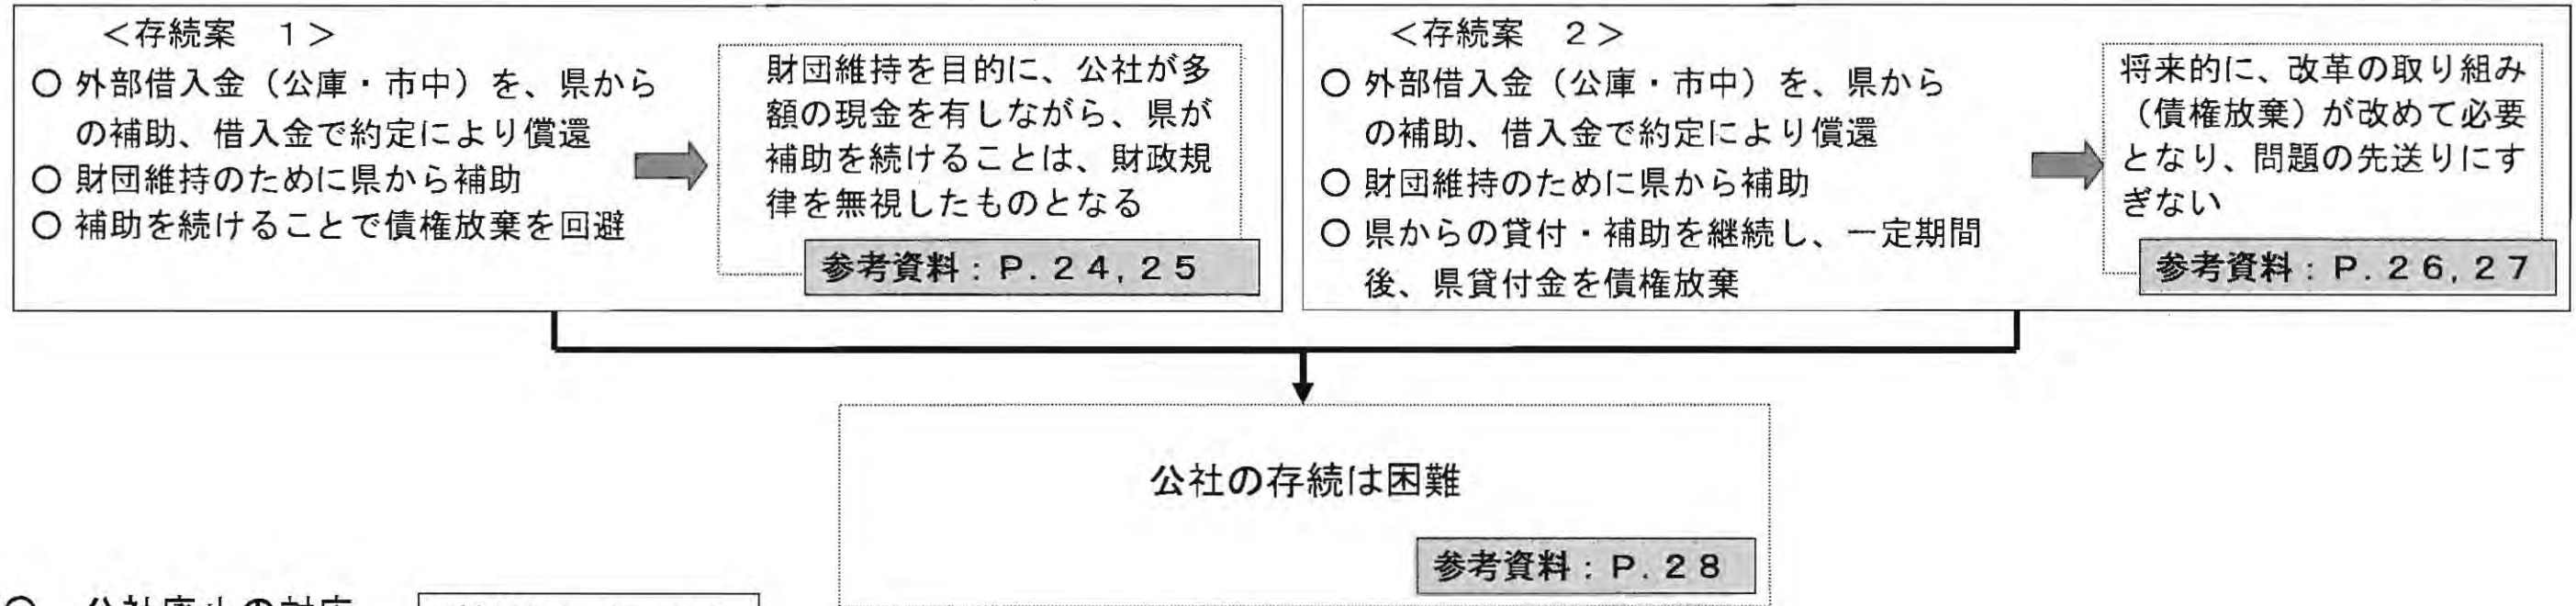 <存続案　１>
○ 外部借入金（公庫・市中）を、県から
の補助、借入金で約定により償還
○ 財団維持のために県から補助
○ 補助を続けることで債権放棄を回避
財団維持を目的に、公社が多
額の現金を有しながら、県が
補助を続けることは、財政規
律を無視したものとなる
参考資料：Ｐ.２４,２５
<存続案　２>
○ 外部借入金（公庫・市中）を、県から
の補助、借入金で約定により償還
○ 財団維持のために県から補助
○ 県からの貸付・補助を継続し、一定期間
後、県貸付金を債権放棄
将来的に、改革の取り組み
（債権放棄）が改めて必要
となり、問題の先送りにす
ぎない
参考資料：Ｐ.２６,２７
公社の存続は困難
参考資料：Ｐ.２８
○　公社廃止の対応